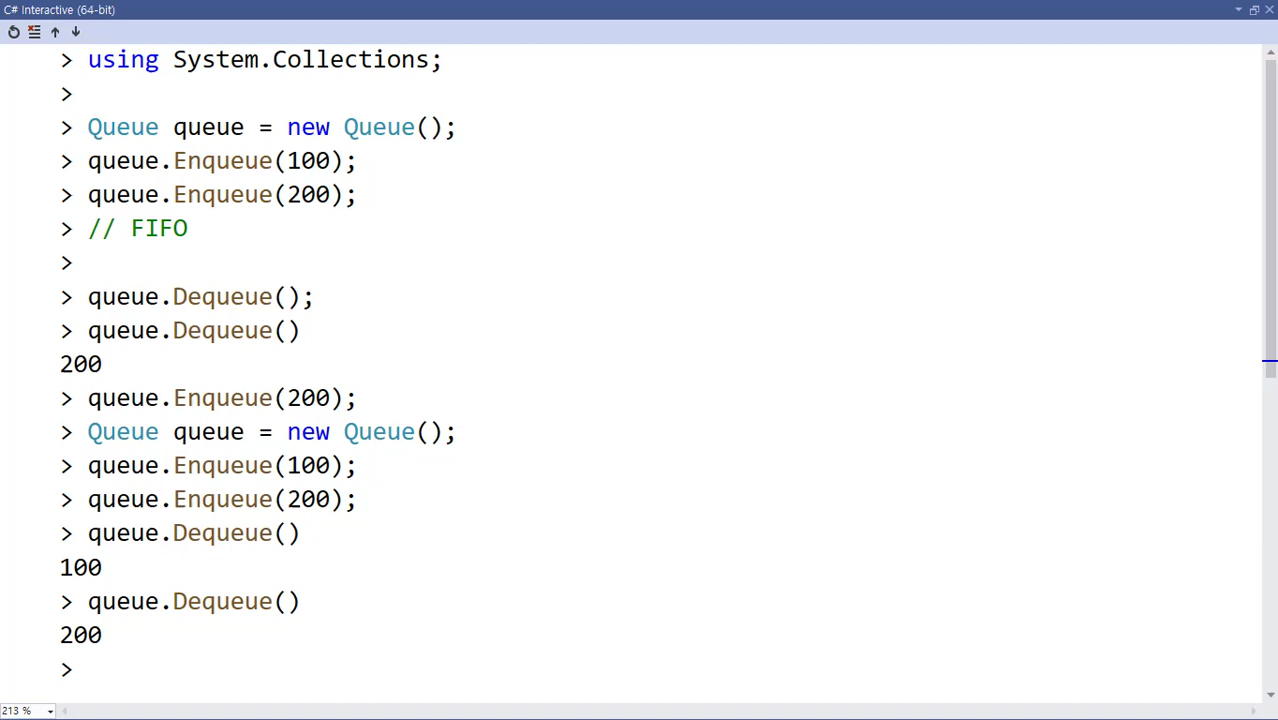 C# Interactive (64-bit)
> using System.Collections;
>
> Queue queue = new Queue();
> queue.Enqueue(100);
> queue.Enqueue(200);
> // FIFO
>
> queue.Dequeue();
> queue.Dequeue()
200
> queue.Enqueue(200);
> Queue queue = new Queue();
> queue.Enqueue(100);
> queue.Enqueue(200);
> queue.Dequeue()
100
> queue.Dequeue()
200
>
213 %